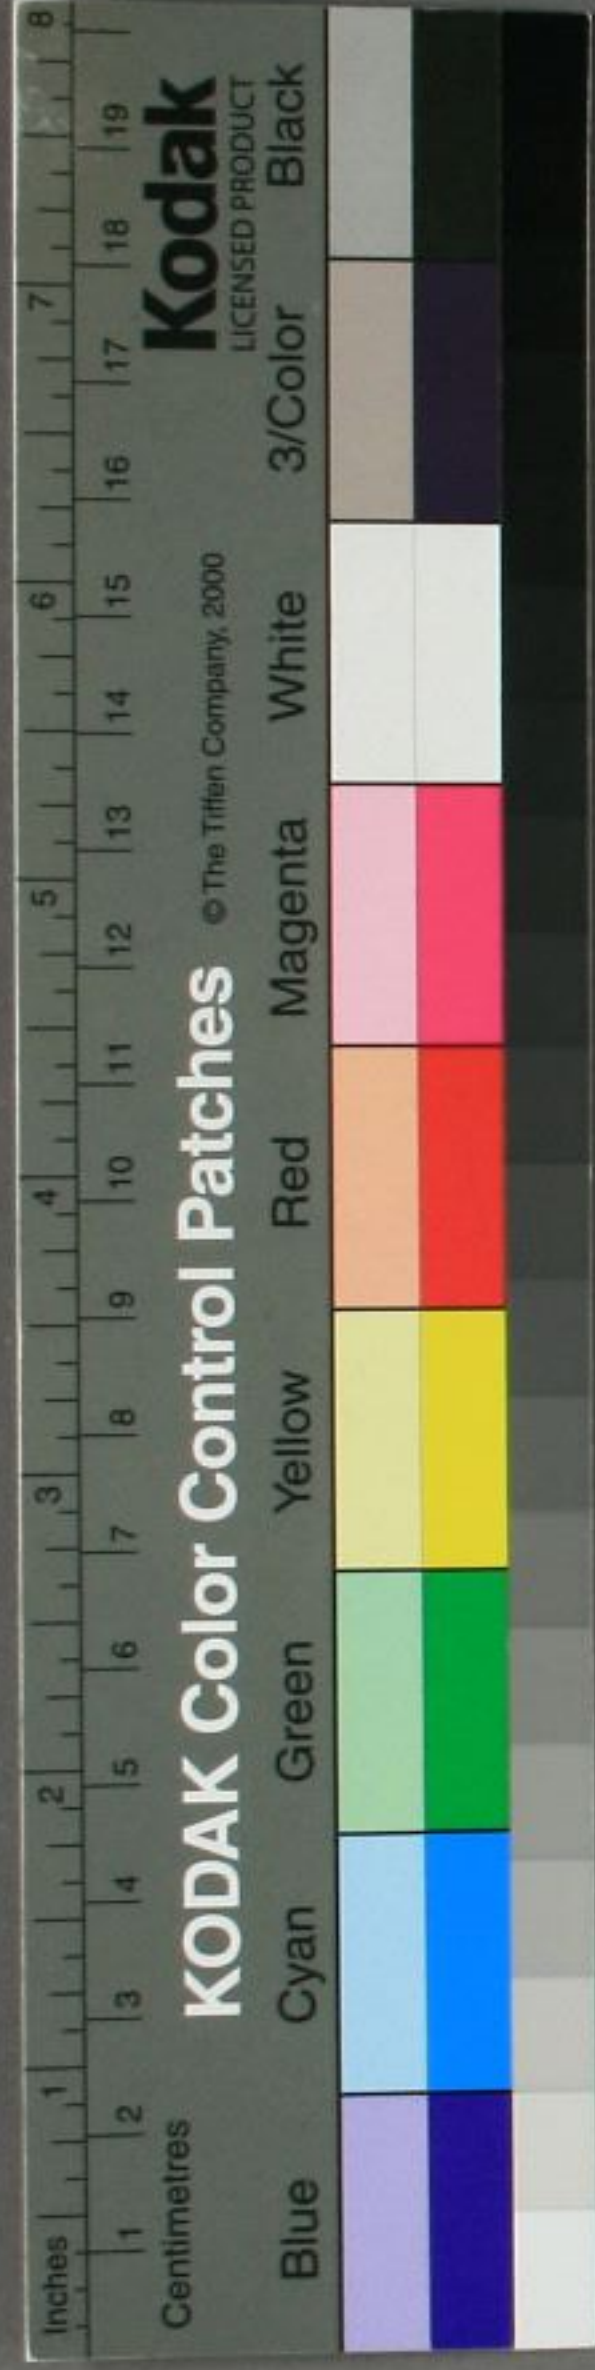 Inches 1 2 3 4 5 6 7 8
Centimetres 1 2 3 4 5 6 7 8 9 10 11 12 13 14 15 16 17 18 19
KODAK Color Control Patches © The Tiffen Company, 2000 Kodak
LICENSED PRODUCT
Blue Cyan Green Yellow Red Magenta White 3/Color Black